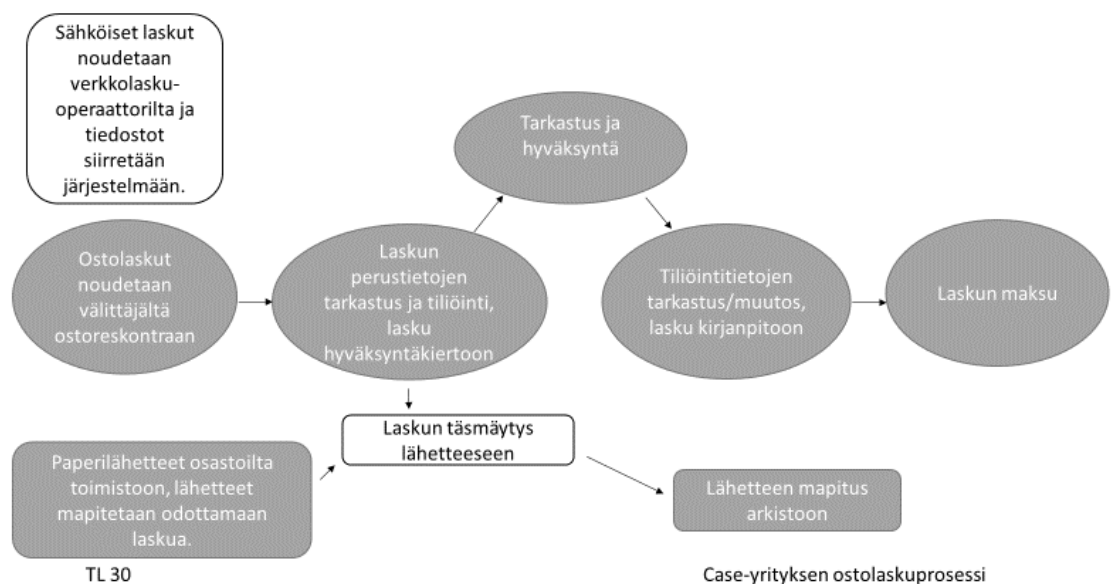 Sähköiset laskut
noudetaan
verkkolasku-
operaattorilta ja
tiedostot
siirretään
järjestelmään.
Tarkastus ja
hyväksyntä
Ostolaskut
noudetaan
välittäjältä
ostoreskontraan
Laskun
perustietojen
tarkastus ja tiliöinti,
lasku
hyväksyntäkiertoon
Tiliöintitietojen
tarkastus/muutos,
lasku kirjanpitoon
Laskun maksu
Laskun täsmäytys
lähetteeseen
Paperilähetteet osastoilta
toimistoon, lähetteet
mapitetaan odottamaan
laskua.
Lähetteen mapitus
arkistoon
TL 30
Case-yrityksen ostolaskuprosessi